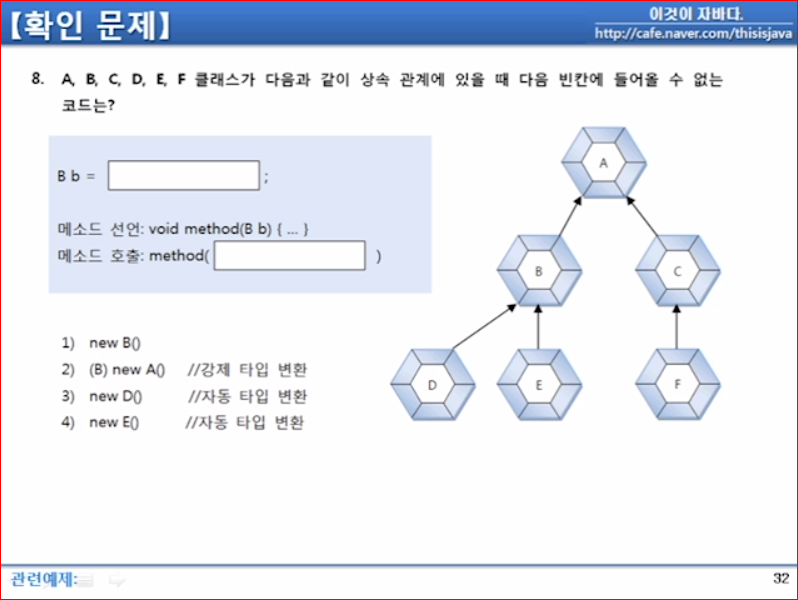 【확인 문제】
이것이 자바다.
http://cafe.naver.com/thisisjava
8. A, B, C, D, E, F 클래스가 다음과 같이 상속 관계에 있을 때 다음 빈칸에 들어올 수 없는
코드는?
B b = ;
메소드 선언: void method(B b) { ... }
메소드 호출: method( )
A
B
C
D
E
F
1) new B()
2) (B) new A() //강제 타입 변환
3) new D() //자동 타입 변환
4) new E() //자동 타입 변환
관련예제:
32